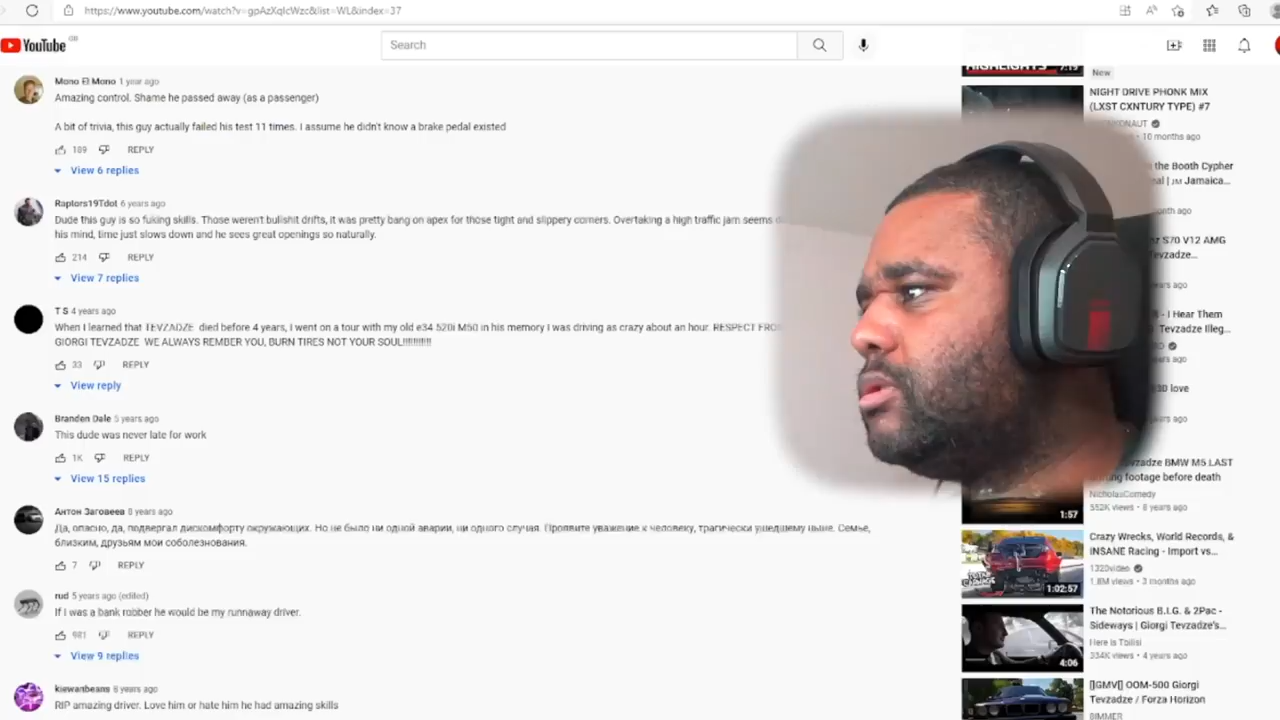 https://www.youtube.com/watch?v=gpAzXqIcWzc&list=WL&index=37
YouTube GB
Search
Mono El Mono 1 year ago
Amazing control. Shame he passed away (as a passenger)
A bit of trivia, this guy actually failed his test 11 times. I assume he didn't know a brake pedal existed
109 REPLY
View 6 replies
Raptors19Tdot 6 years ago
Dude this guy is so fuking skills. Those weren't bullshit drifts, it was pretty bang on apex for those tight and slippery corners. Overtaking a high traffic jam seems
his mind, time just slows down and he sees great openings so naturally.
214 REPLY
View 7 replies
T S 4 years ago
When I learned that TEVZADZE died before 4 years, I went on a tour with my old e34 520i M50 in his memory I was driving as crazy about an hour. RESPECT FROM
GIORGI TEVZADZE WE ALWAYS REMBER YOU, BURN TIRES NOT YOUR SOUL!!!!!!!!!!!
33 REPLY
View reply
Branden Dale 5 years ago
This dude was never late for work
1K REPLY
View 15 replies
Антон Заговеев 8 years ago
Да, опасно, да, подвергал дискомфорту окружающих. Но не было ни одной аварии, ни одного случая. Проявите уважение к человеку, трагически ушедшему ныне. Семье,
близким, друзьям мои соболезнования.
7 REPLY
rud 5 years ago (edited)
If I was a bank robber he would be my runnaway driver.
981 REPLY
View 9 replies
kiewanbeans 8 years ago
RIP amazing driver. Love him or hate him he had amazing skills
7:19
New
NIGHT DRIVE PHONK MIX
(LXST CXNTURY TYPE) #7
10 months ago
the Booth Cypher
Jamaica...
month ago
S70 V12 AMG
Tevzadze...
years ago
- I Hear Them
Tevzadze Illeg...
years ago
love
years ago
Tevzadze BMW M5 LAST
footage before death
NicholasComedy
552K views • 8 years ago
1:57
Crazy Wrecks, World Records, &
INSANE Racing - Import vs...
1320video
1.8M views • 3 months ago
1:02:57
The Notorious B.I.G. & 2Pac -
Sideways | Giorgi Tevzadze's...
Here is Tbilisi
334K views • 4 years ago
4:06
[]GMV[] OOM-500 Giorgi
Tevzadze / Forza Horizon
BIMMER